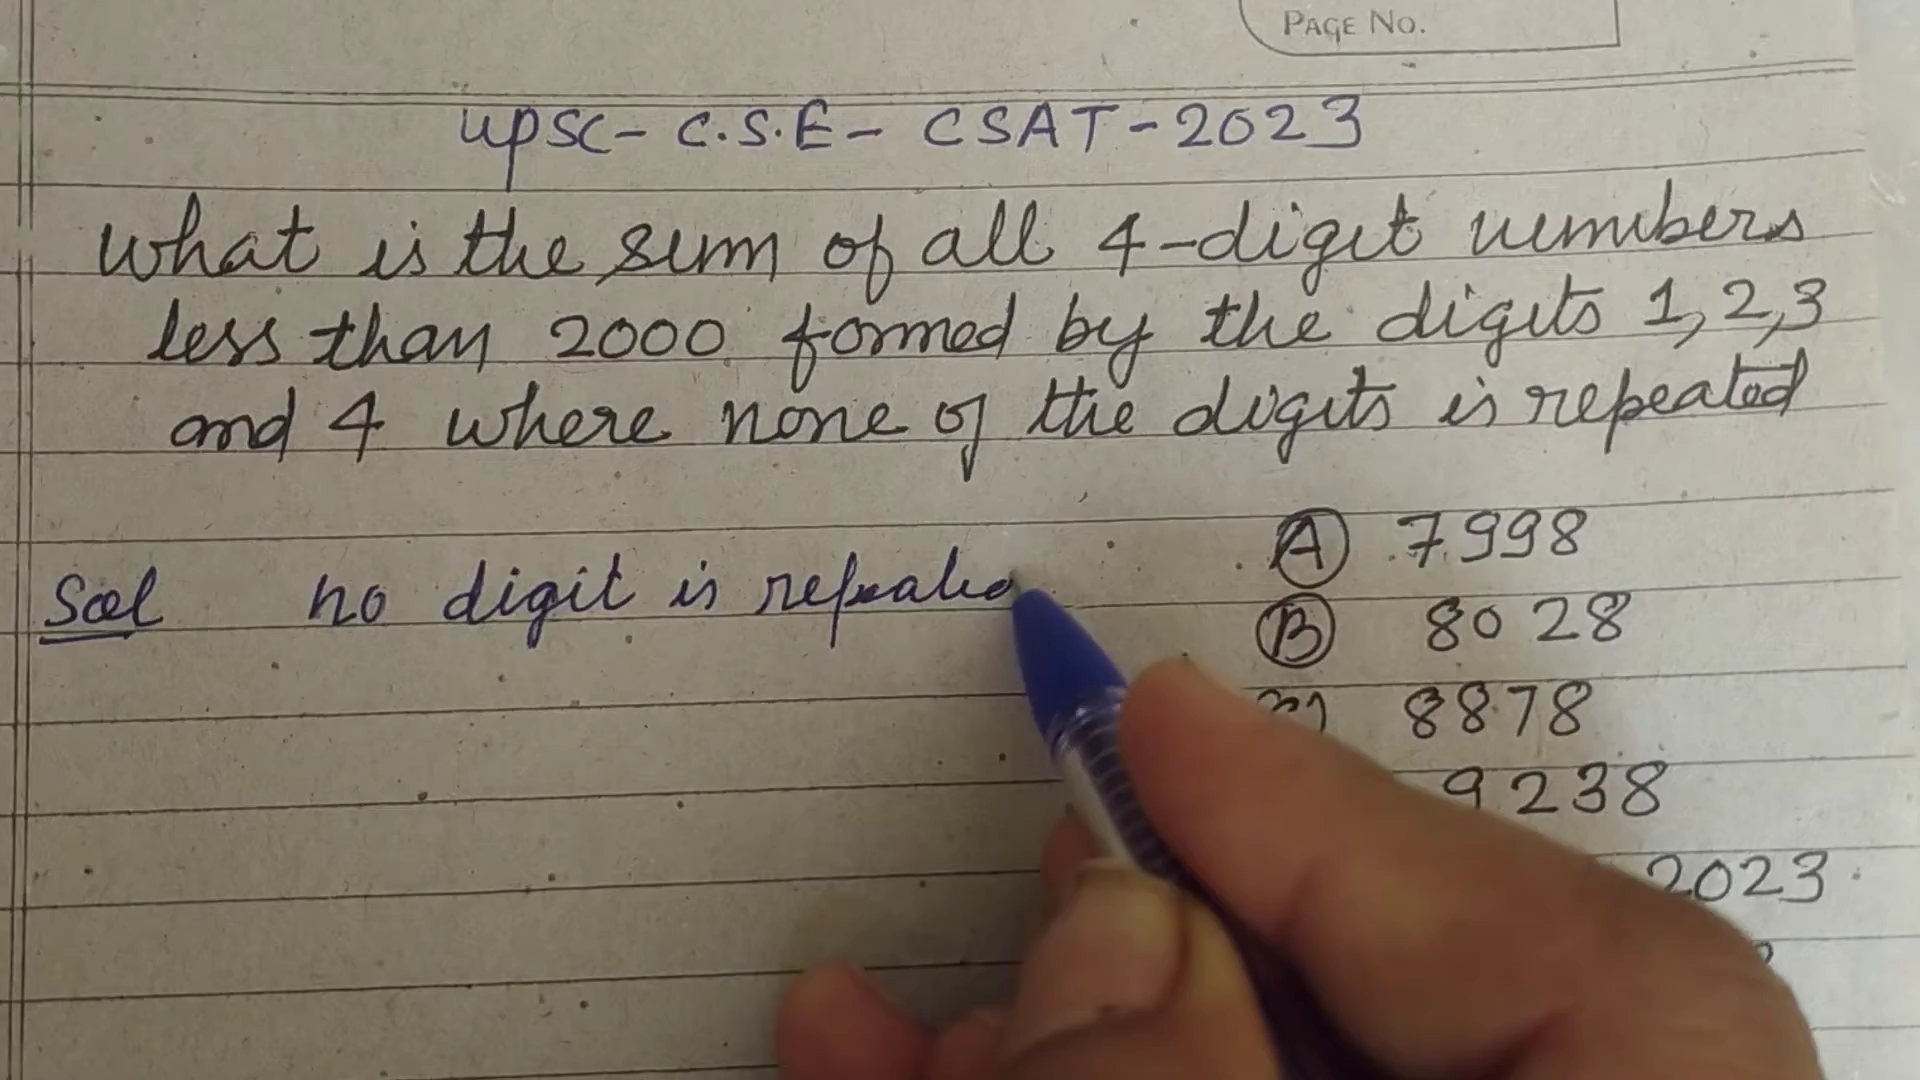 PAGE NO.
UPSC - C.S.E - CSAT - 2023
What is the sum of all 4-digit numbers
less than 2000 formed by the digits 1, 2, 3
and 4 where none of the digits is repeated
Sol no digit is repeated
A 7998
B 8028
8878
9238
2023